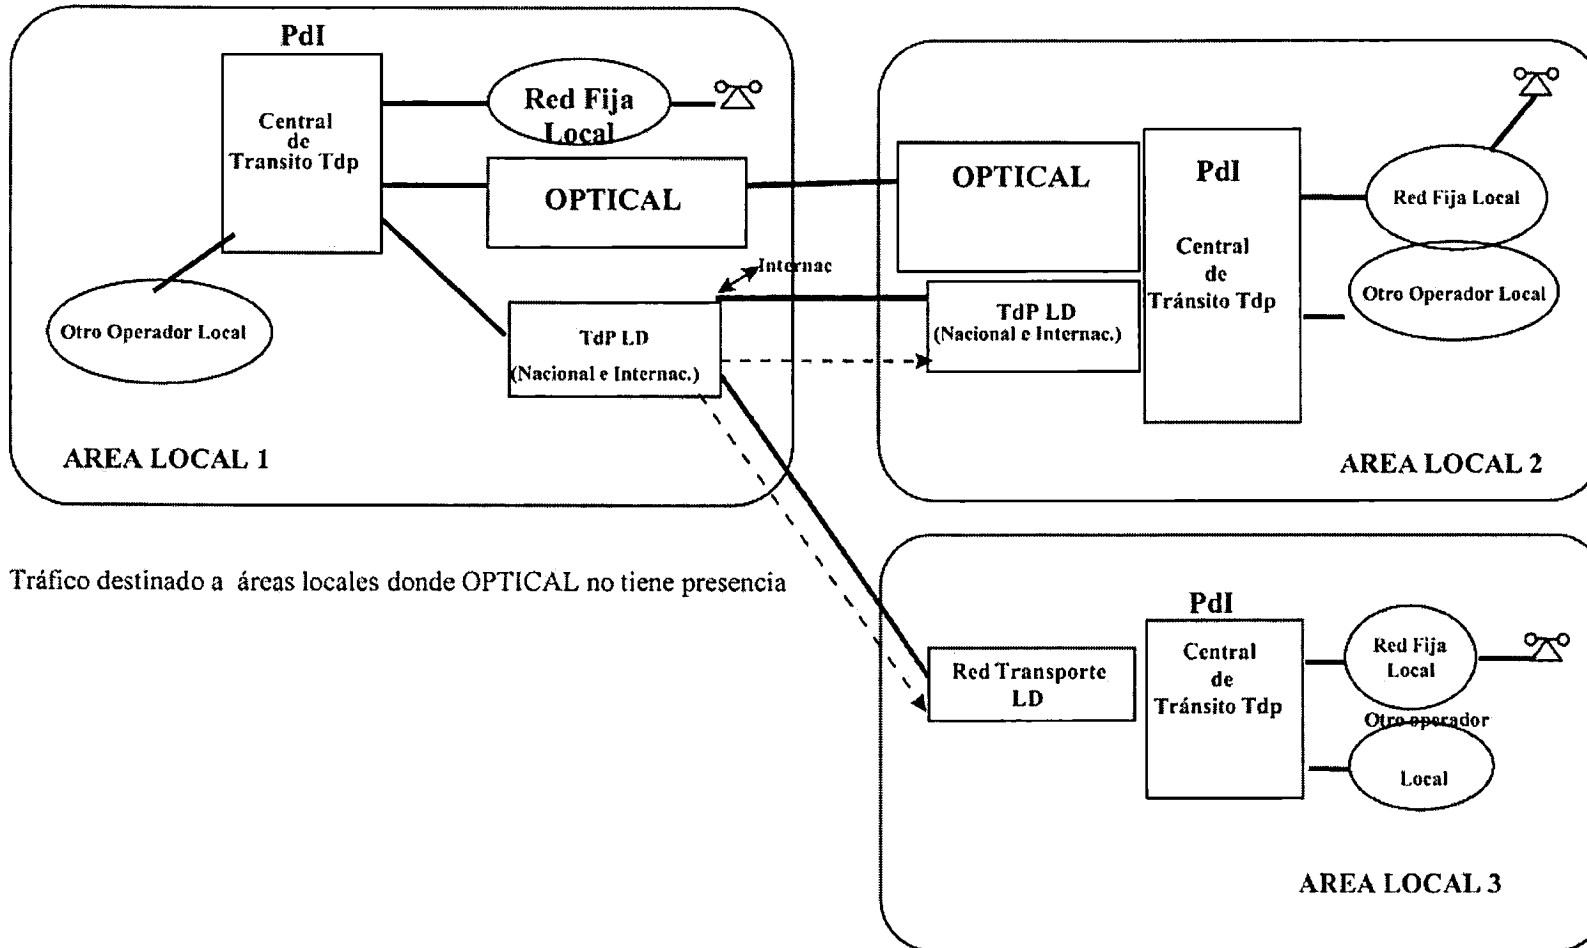 PdI
Central
de
Transito Tdp
Red Fija
Local
OPTICAL
Otro Operador Local
Internac
TdP LD
(Nacional e Internac.)
AREA LOCAL 1
OPTICAL
PdI
Central
de
Tránsito Tdp
TdP LD
(Nacional e Internac.)
Red Fija Local
Otro Operador Local
AREA LOCAL 2
Tráfico destinado a áreas locales donde OPTICAL no tiene presencia
PdI
Central
de
Tránsito Tdp
Red Transporte
LD
Red Fija
Local
Otro operador
Local
AREA LOCAL 3